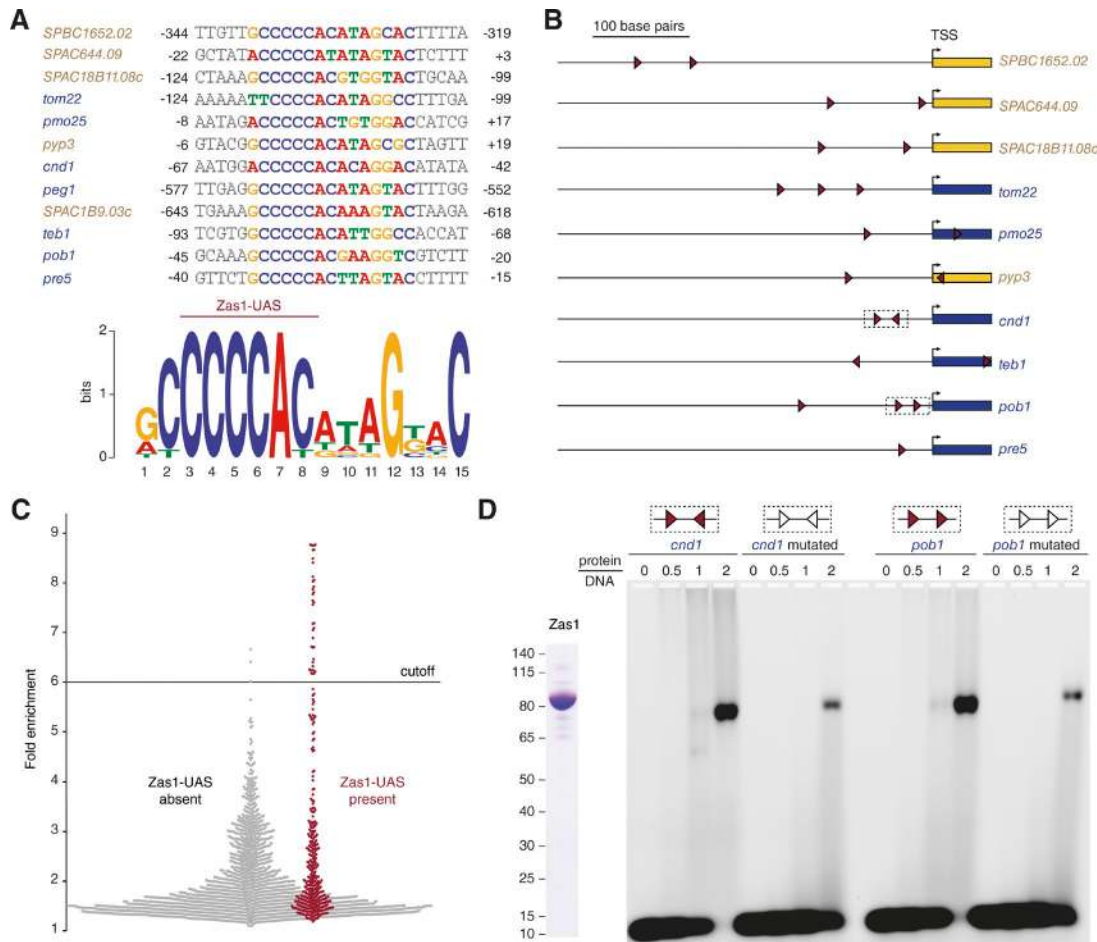 A
SPBC1652.02 -344 TTGTTGCCCCCACATAGCACTTTTA -319
SPAC644.09 -22 GCTATACCCCCATATAGTACTCTTT +3
SPAC18B11.08c -124 CTAAAGCCCCCACGTGGTACTGCAA -99
tom22 -124 AAAAATTCCCCACATAGGCCTTTGA -99
pmo25 -8 AATAGACCCCCACTGTGGACCATCG +17
pyp3 -6 GTACGGCCCCCACATAGCGCTAGTT +19
cnd1 -67 AATGGACCCCCACACAGGACATATA -42
peg1 -577 TTGAGGCCCCCACATAGTACTTTGG -552
SPAC1B9.03c -643 TGAAAGCCCCCACAAAGTACTAAGA -618
teb1 -93 TCGTGGCCCCCACATTGGCCACCAT -68
pob1 -45 GCAAAGCCCCCACGAAGGTCGTCTT -20
pre5 -40 GTTCTGCCCCCACTTAGTACCTTTT -15
Zas1-UAS
bits
2
1
0
1 2 3 4 5 6 7 8 9 10 11 12 13 14 15
B
100 base pairs
TSS
SPBC1652.02
SPAC644.09
SPAC18B11.08c
tom22
pmo25
pyp3
cnd1
teb1
pob1
pre5
C
Fold enrichment
9
8
7
6
5
4
3
2
1
cutoff
Zas1-UAS
absent
Zas1-UAS
present
D
cnd1 cnd1 mutated pob1 pob1 mutated
protein
DNA
0 0.5 1 2 0 0.5 1 2 0 0.5 1 2 0 0.5 1 2
Zas1
140
115
80
65
50
40
30
25
15
10